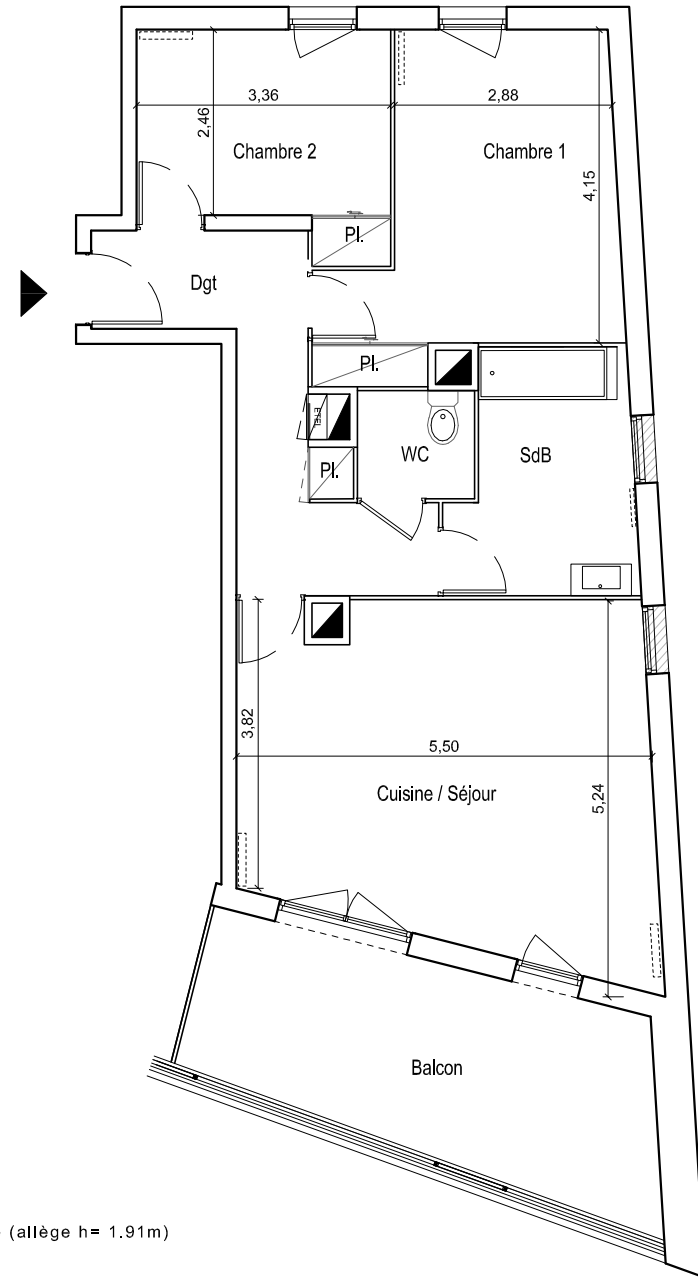 3,36
2,88
2,46
Chambre 2
Chambre 1
4,15
Pl.
Dgt
Pl.
ETEL
WC
SdB
Pl.
3,82
5,50
5,24
Cuisine / Séjour
Balcon
(allège h= 1.91m)